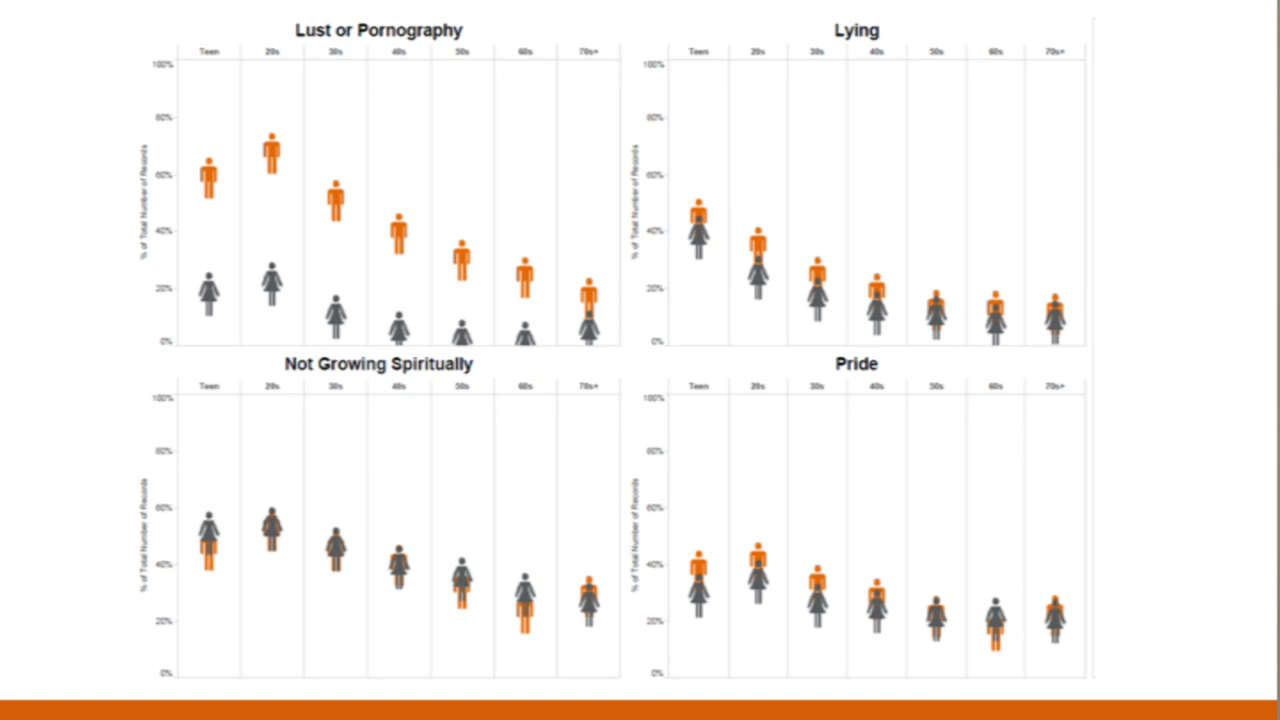 Lust or Pornography
Teen 20s 30s 40s 50s 60s 70s+
100%
80%
60%
40%
20%
0%
% of Total Number of Records
Lying
Teen 20s 30s 40s 50s 60s 70s+
100%
80%
60%
40%
20%
0%
% of Total Number of Records
Not Growing Spiritually
Teen 20s 30s 40s 50s 60s 70s+
100%
80%
60%
40%
20%
0%
% of Total Number of Records
Pride
Teen 20s 30s 40s 50s 60s 70s+
100%
80%
60%
40%
20%
0%
% of Total Number of Records